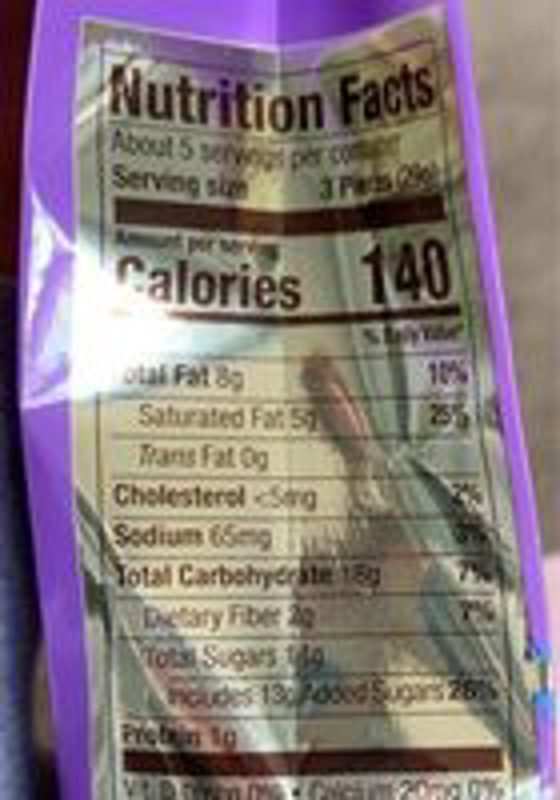 Nutrition Facts
About 5 servings per container
Serving size 3 Pieces (29g)
Amount per serving
Calories 140
% Daily Value*
Total Fat 8g 10%
Saturated Fat 5g 25%
Trans Fat 0g
Cholesterol <5mg 2%
Sodium 65mg 3%
Total Carbohydrate 18g 7%
Dietary Fiber 2g 7%
Total Sugars 14g
Includes 13g Added Sugars 26%
Protein 1g
0% • Calcium 20mg 0%